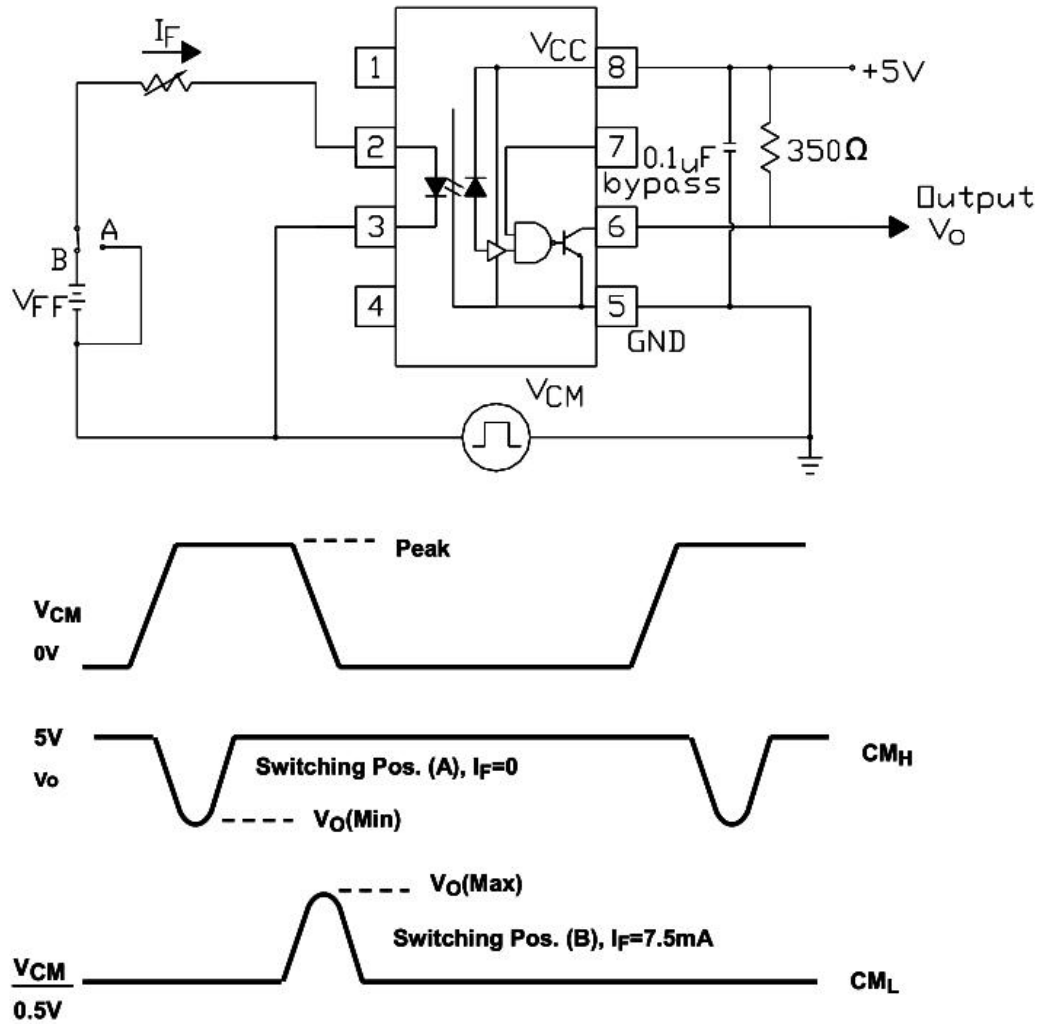 IF
1
VCC
8
+5V
2
7
0.1uF
bypass
350Ω
3
6
Output
VO
A
B
VFF
4
5
GND
VCM
Peak
VCM
0V
5V
Vo
Switching Pos. (A), IF=0
CMH
VO(Min)
VO(Max)
Switching Pos. (B), IF=7.5mA
VCM
0.5V
CML